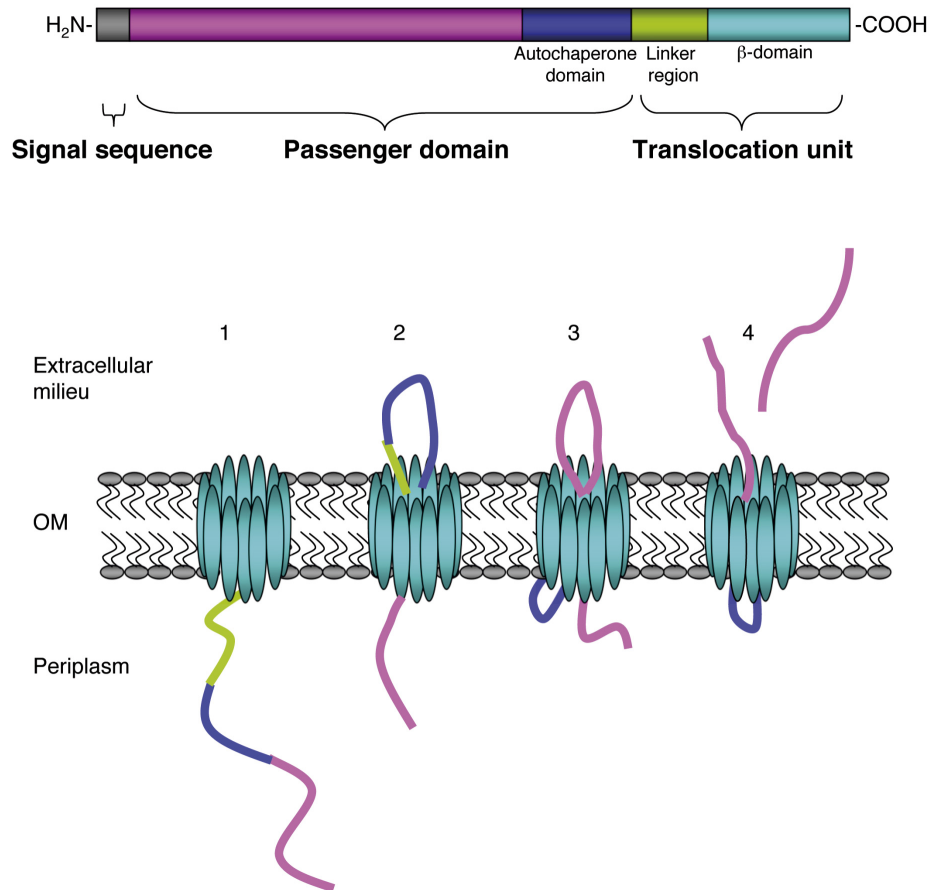 H₂N-
-COOH
Autochaperone
domain
Linker
region
β-domain
Signal sequence
Passenger domain
Translocation unit
1
2
3
4
Extracellular
milieu
OM
Periplasm